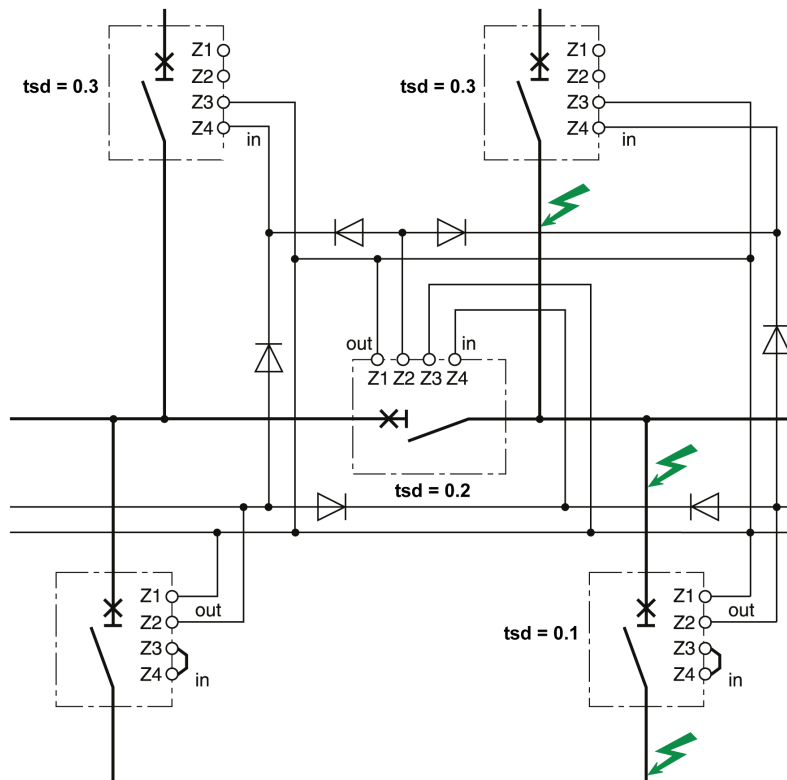 Z1
Z2
tsd = 0.3
Z3
Z4
in
Z1
Z2
tsd = 0.3
Z3
Z4
in
out
in
Z1 Z2 Z3 Z4
tsd = 0.2
Z1
out
Z2
Z3
Z4
in
Z1
out
Z2
tsd = 0.1
Z3
Z4
in